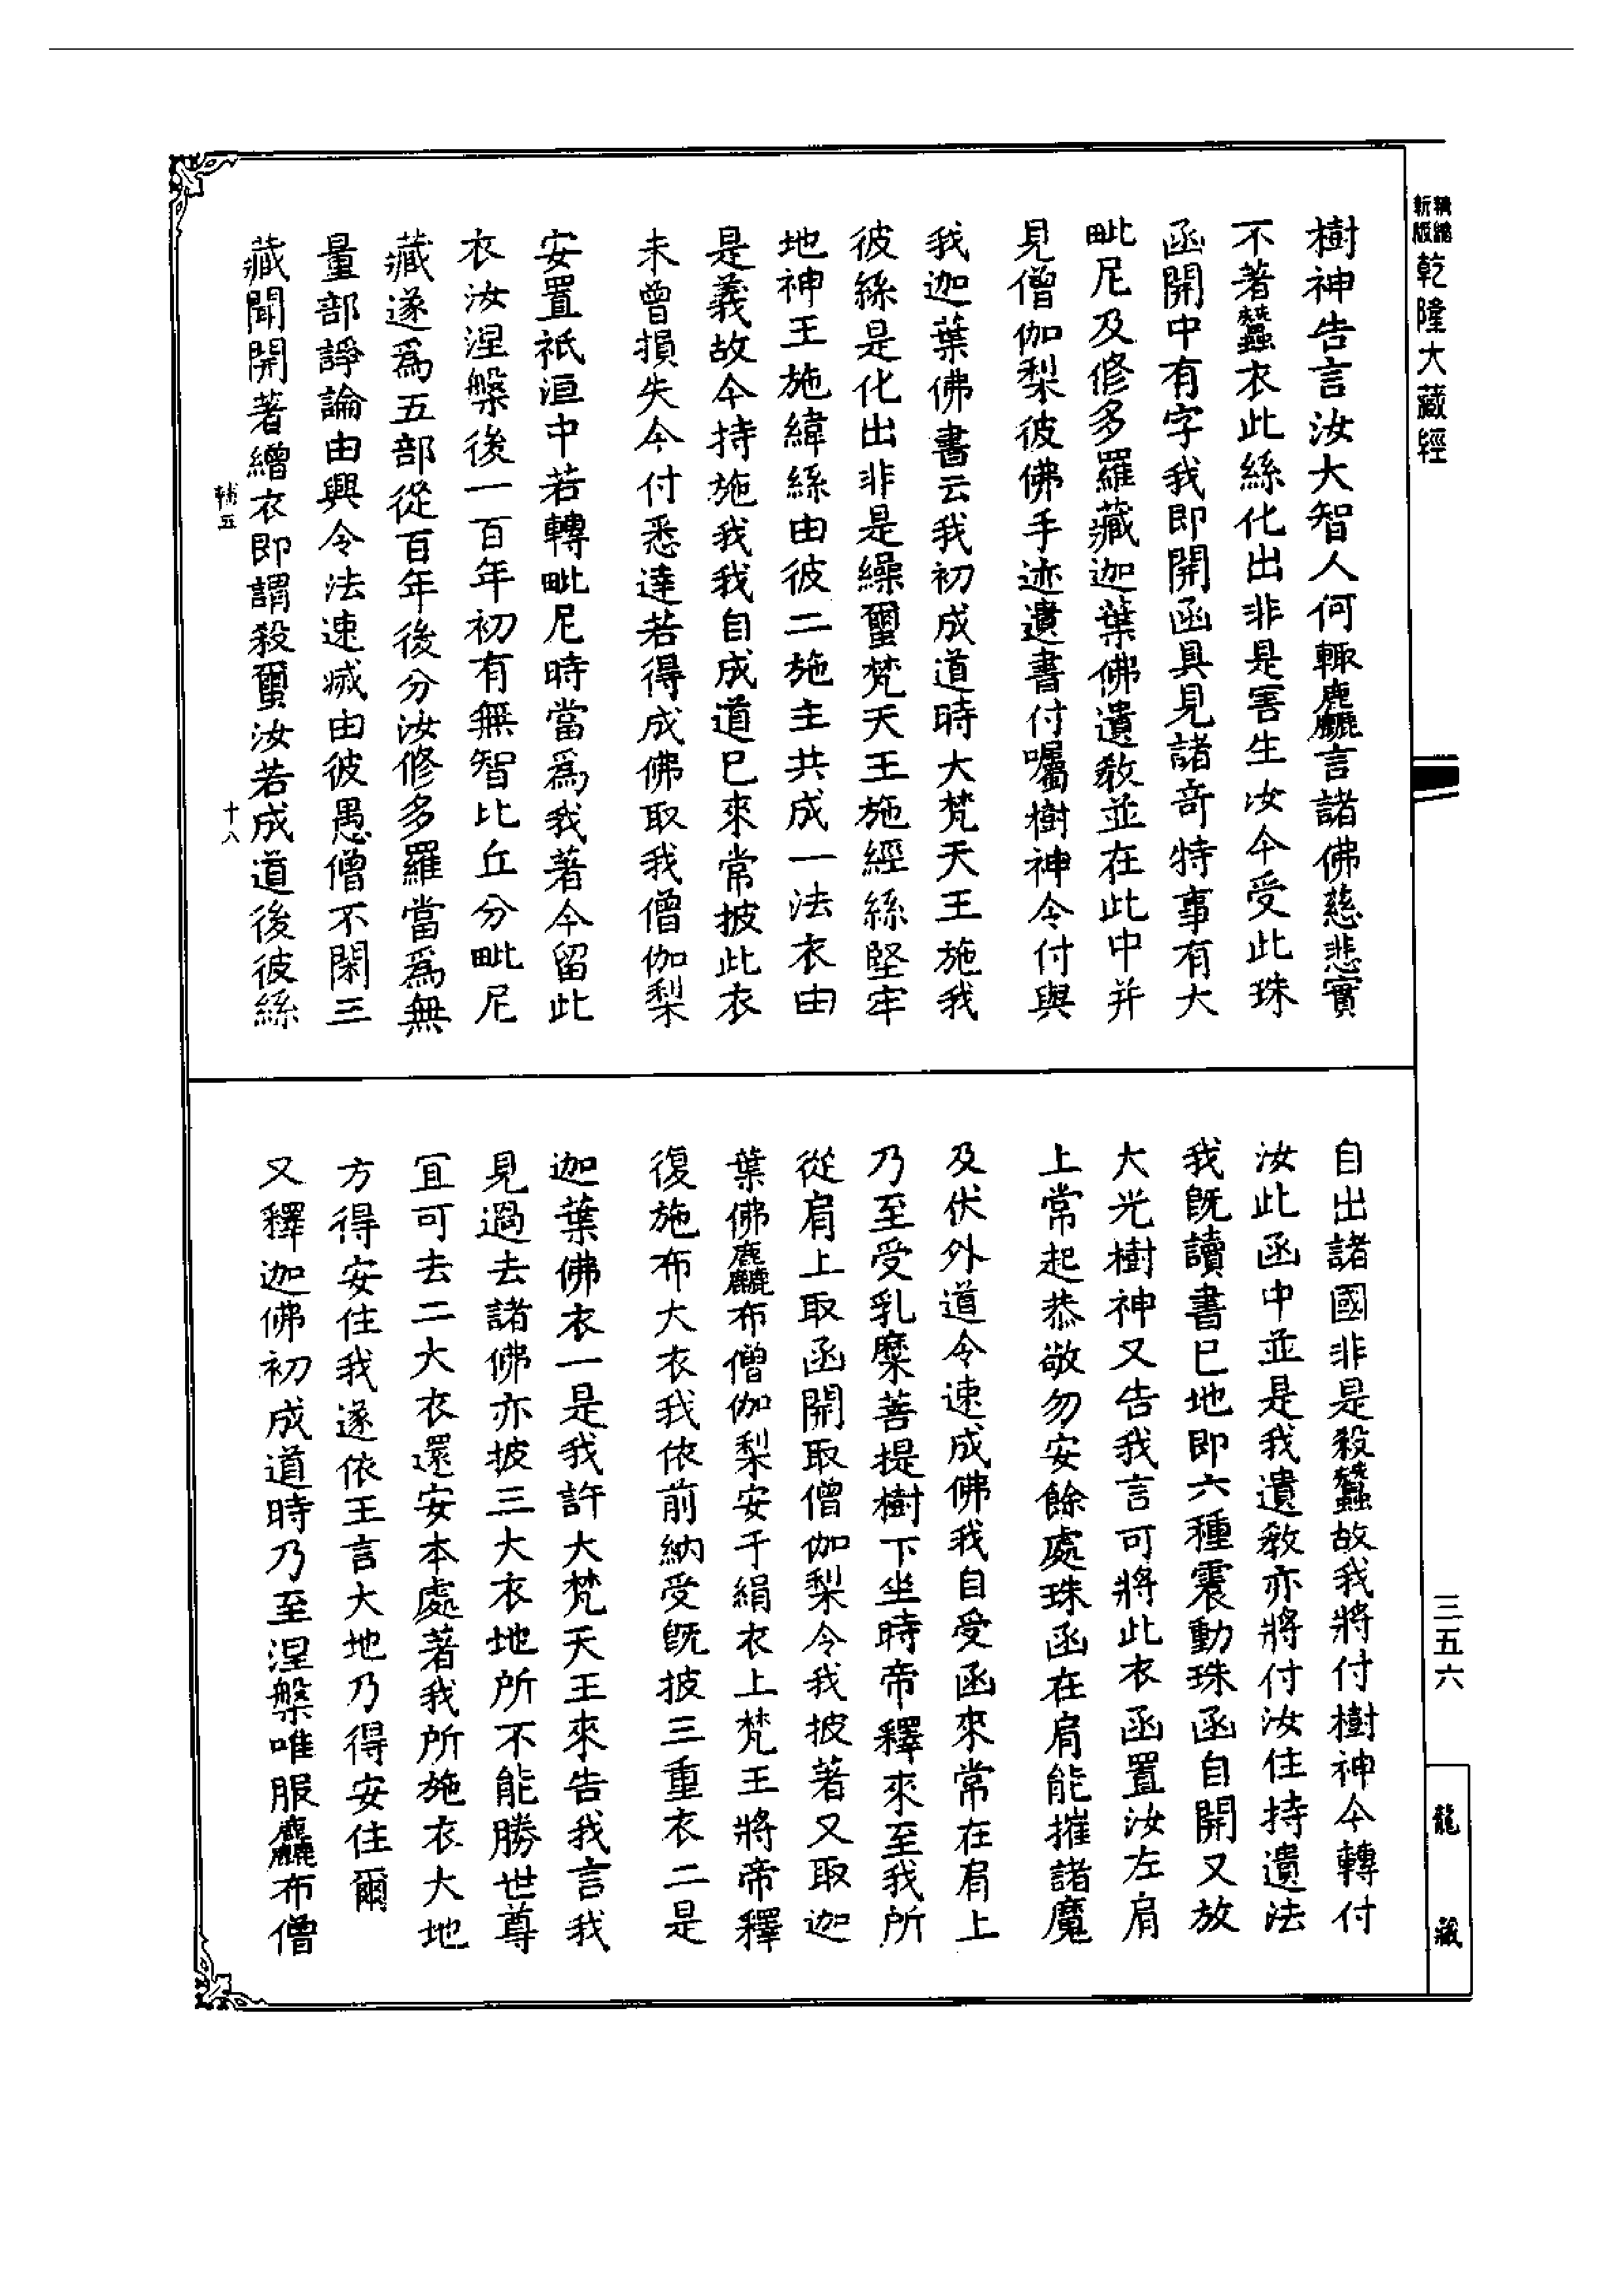 精縮
新版
乾隆大藏經
樹神告言汝大智人何輙麤言諸佛慈悲實
不著蠶衣此絲化出非是害生汝今受此珠
函開中有字我即開函具見諸奇特事有大
毗尼及修多羅藏迦葉佛遺教並在此中并
見僧伽梨彼佛手迹遺書付囑樹神令付與
我迦葉佛書云我初成道時大梵天王施我
彼絲是化出非是繰蠒梵天王施經絲堅牢
地神王施緯絲由彼二施主共成一法衣由
是義故今持施我我自成道已來常披此衣
未曾損失今付悉達若得成佛取我僧伽梨
安置祇洹中若轉毗尼時當爲我著今留此
衣汝涅槃後一百年初有無智比丘分毗尼
藏遂爲五部從百年後分汝修多羅當爲無
量部諍論由興令法速滅由彼愚僧不閑三
藏聞開著繒衣即謂殺蠒汝若成道後彼絲
輔五
十八
自出諸國非是殺蠶故我將付樹神今轉付
汝此函中並是我遺教亦將付汝住持遺法
我旣讀書已地即六種震動珠函自開又放
大光樹神又告我言可將此衣函置汝左肩
上常起恭敬勿安餘處珠函在肩能摧諸魔
及伏外道令速成佛我自受函來常在肩上
乃至受乳糜菩提樹下坐時帝釋來至我所
從肩上取函開取僧伽梨令我披著又取迦
葉佛麤布僧伽梨安千絹衣上梵王將帝釋
復施布大衣我依前納受旣披三重衣二是
迦葉佛衣一是我許大梵天王來告我言我
見過去諸佛亦披三大衣地所不能勝世尊
宜可去二大衣還安本處著我所施衣大地
方得安住我遂依王言大地乃得安住爾
又釋迦佛初成道時乃至涅槃唯服麤布僧
三五六
龍藏